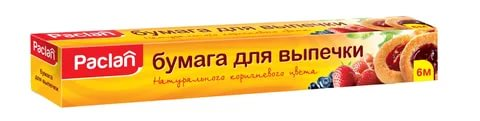 Paclan
бумага для выпечки
Натурального коричневого цвета
6м
Paclan
Бумага для выпечки